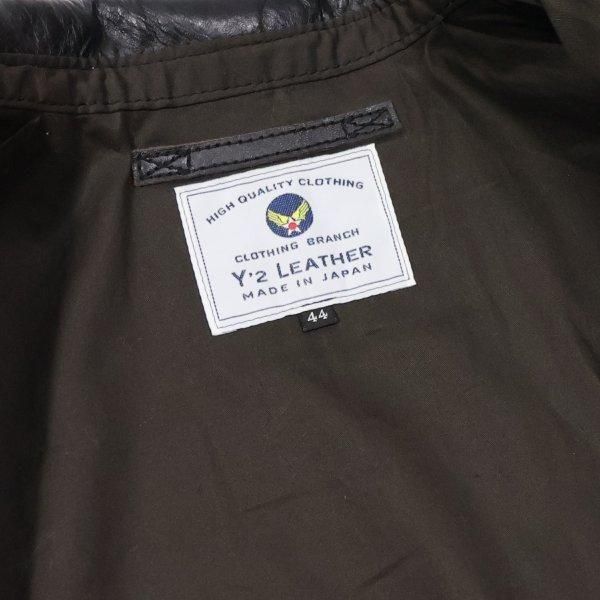 HIGH QUALITY CLOTHING
CLOTHING BRANCH
Y'2 LEATHER
MADE IN JAPAN
44